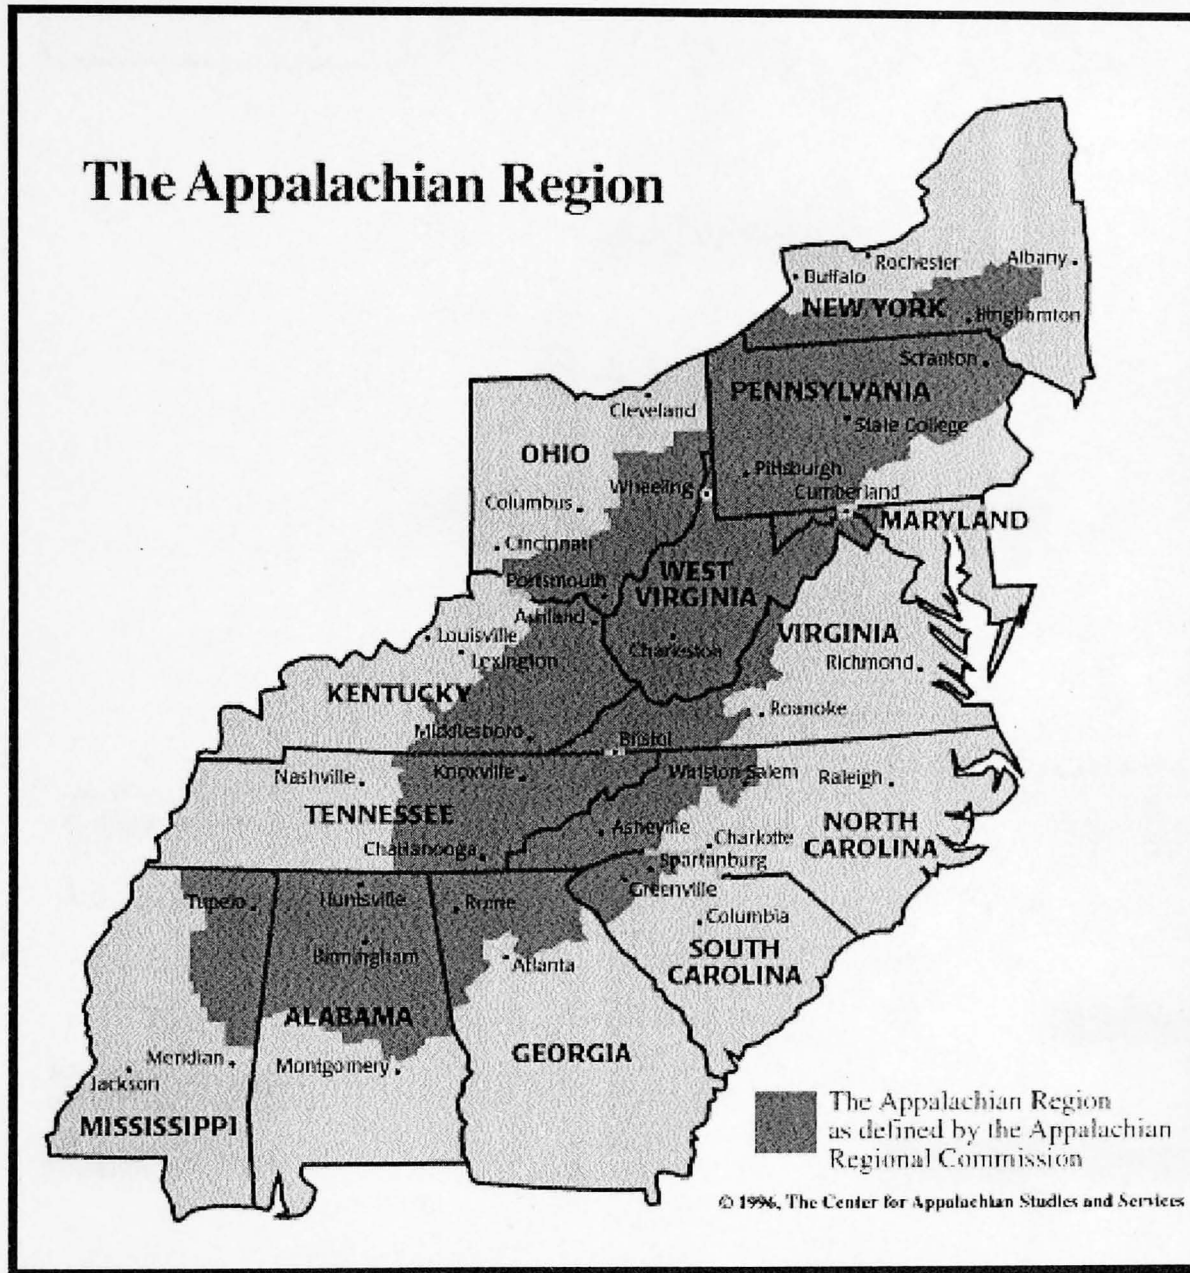 The Appalachian Region
Albany
Rochester
Buffalo
NEW YORK
Binghamton
Scranton
PENNSYLVANIA
State College
Cleveland
OHIO
Pittsburgh
Wheeling
Cumberland
Columbus
MARYLAND
Cincinnati
Portsmouth
WEST
VIRGINIA
Ashland
VIRGINIA
Louisville
Charleston
Lexington
Richmond
KENTUCKY
Roanoke
Middlesboro
Bristol
Nashville
Knoxville
Winston Salem
Raleigh
TENNESSEE
Asheville
NORTH
CAROLINA
Charlotte
Chattanooga
Spartanburg
Greenville
Tupelo
Huntsville
Rome
Columbia
SOUTH
CAROLINA
Birmingham
Atlanta
ALABAMA
GEORGIA
Meridian
Montgomery
Jackson
MISSISSIPPI
The Appalachian Region
as defined by the Appalachian
Regional Commission
© 1996, The Center for Appalachian Studies and Services